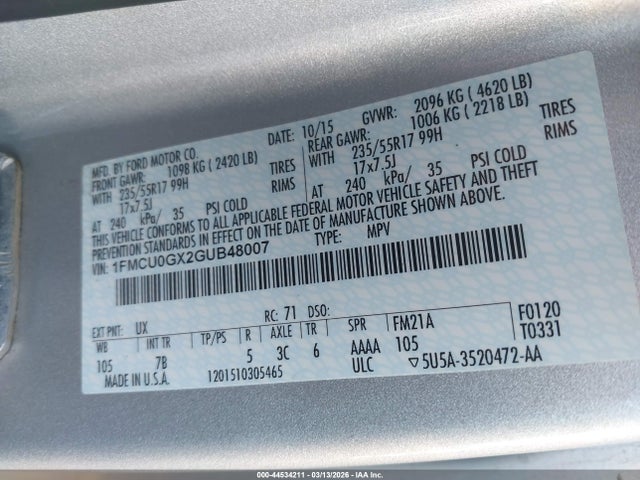 MFD. BY FORD MOTOR CO.
DATE: 10/15
GVWR: 2096 KG ( 4620 LB)
FRONT GAWR: 1098 KG ( 2420 LB)
REAR GAWR: 1006 KG ( 2218 LB)
WITH 235/55R17 99H TIRES
WITH 235/55R17 99H TIRES
17x7.5J RIMS
17x7.5J RIMS
AT 240 kPa/ 35 PSI COLD
AT 240 kPa/ 35 PSI COLD
THIS VEHICLE CONFORMS TO ALL APPLICABLE FEDERAL MOTOR VEHICLE SAFETY AND THEFT
PREVENTION STANDARDS IN EFFECT ON THE DATE OF MANUFACTURE SHOWN ABOVE.
VIN: 1FMCU0GX2GUB48007
TYPE: MPV
EXT PNT: UX RC: 71 DSO:
WB INT TR TP/PS R AXLE TR SPR FM21A F0120
105 7B 5 3C 6 AAAA 105 T0331
MADE IN U.S.A. 1201510305465 ULC ▽5U5A-3520472-AA
000-44534211 - 03/13/2026 - IAA Inc.